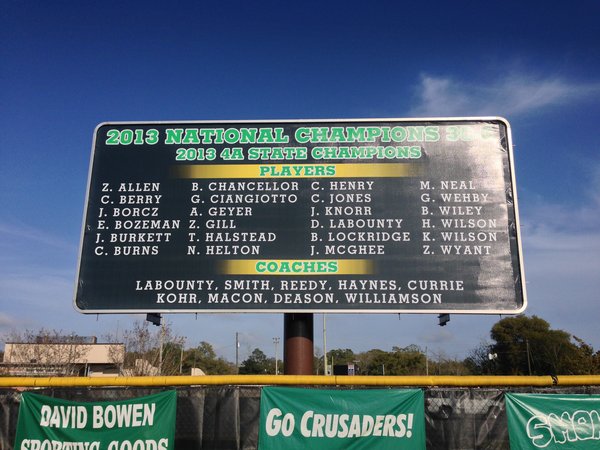 2013 NATIONAL CHAMPIONS
2013 4A STATE CHAMPIONS
PLAYERS
Z. ALLEN B. CHANCELLOR C. HENRY M. NEAL
C. BERRY G. CIANGIOTTO C. JONES G. WEHBY
J. BORCZ A. GEYER J. KNORR B. WILEY
E. BOZEMAN Z. GILL D. LABOUNTY H. WILSON
J. BURKETT T. HALSTEAD B. LOCKRIDGE K. WILSON
C. BURNS N. HELTON J. MCGHEE Z. WYANT
COACHES
LABOUNTY, SMITH, REEDY, HAYNES, CURRIE
KOHR, MACON, DEASON, WILLIAMSON
DAVID BOWEN
SPORTING GOODS
GO CRUSADERS!